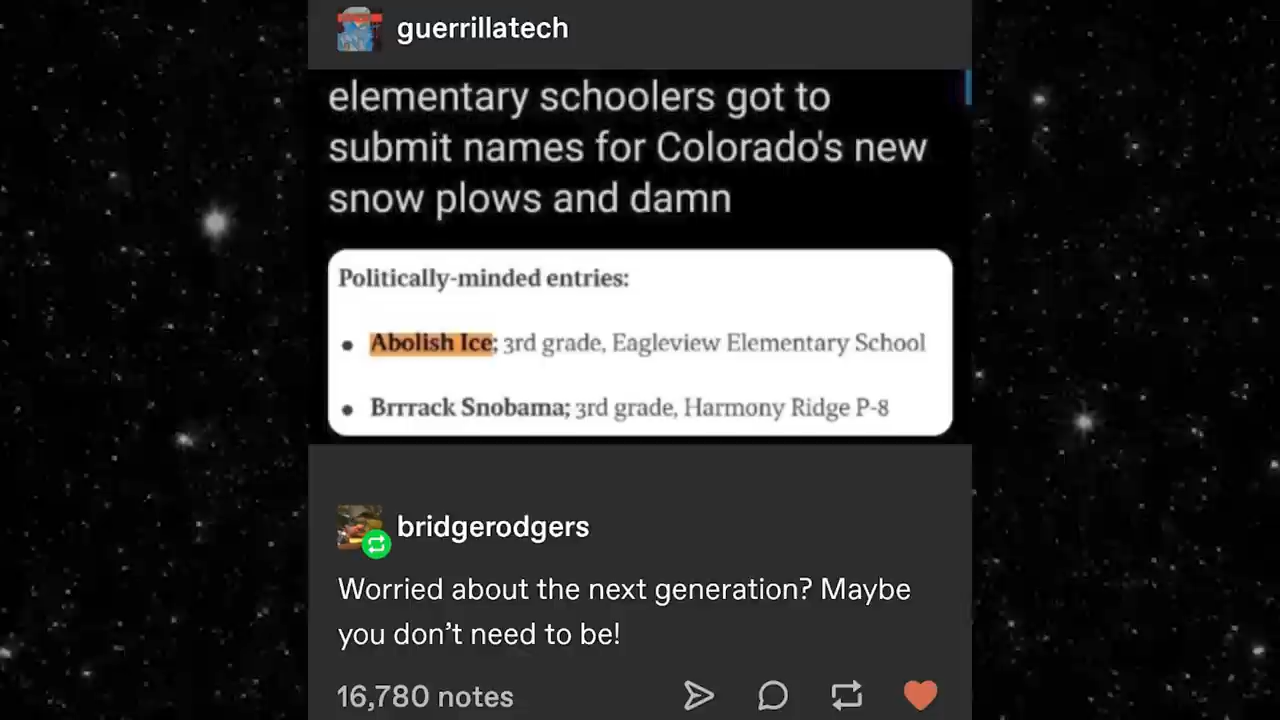 guerrillatech
elementary schoolers got to
submit names for Colorado's new
snow plows and damn
Politically-minded entries:
• Abolish Ice; 3rd grade, Eagleview Elementary School
• Brrrack Snobama; 3rd grade, Harmony Ridge P-8
bridgerodgers
Worried about the next generation? Maybe
you don’t need to be!
16,780 notes